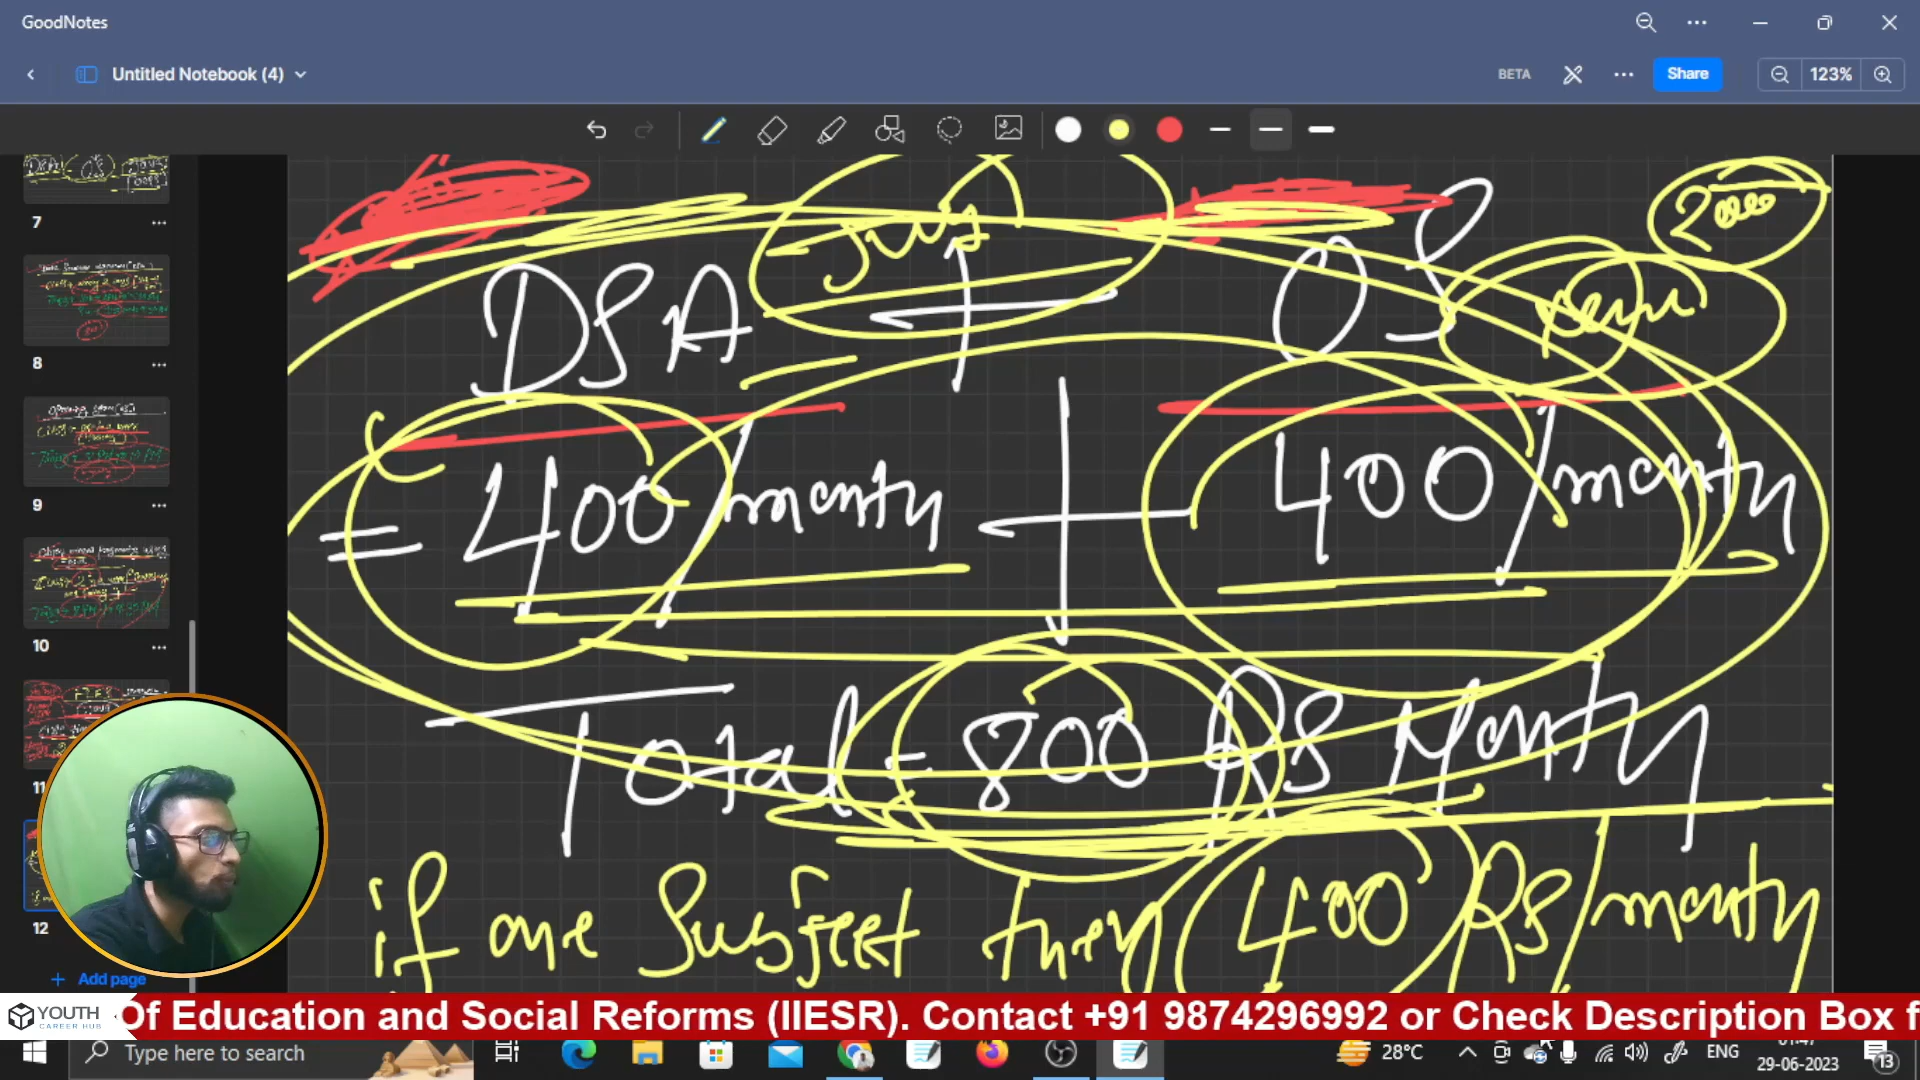 GoodNotes
Untitled Notebook (4)
BETA
Share
123%
2000
DSA
OS
= 400/month
400/month
Total = 800 RS Month
if one Subject then 400 RS/month
7
8
9
10
11
12
Add page
YOUTH
CAREER HUB
Of Education and Social Reforms (IIESR). Contact +91 9874296992 or Check Description Box f
Type here to search
28°C
ENG
01:47
29-06-2023
13